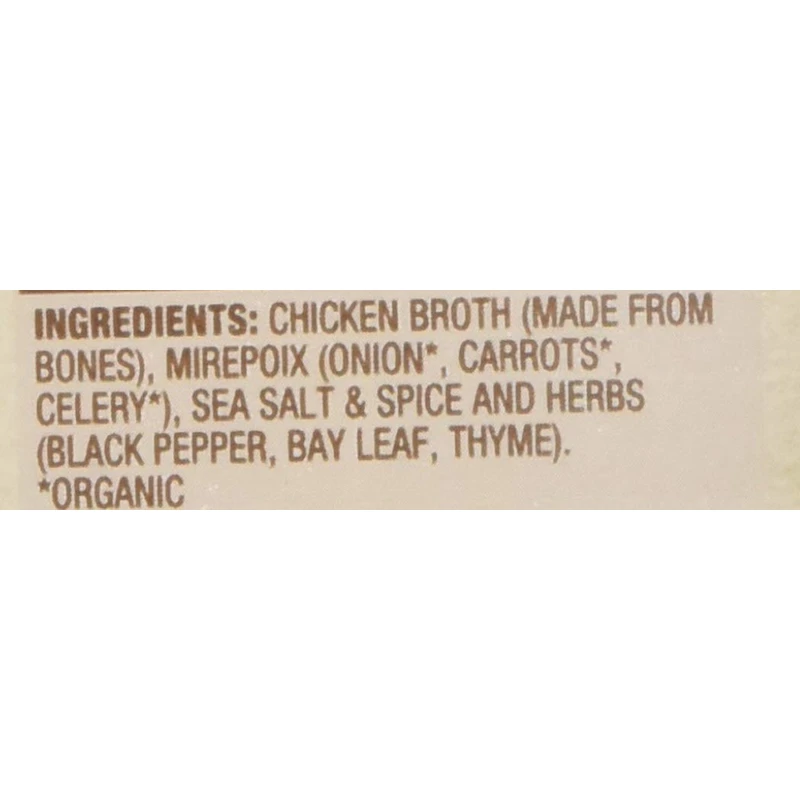 INGREDIENTS: CHICKEN BROTH (MADE FROM
BONES), MIREPOIX (ONION*, CARROTS*,
CELERY*), SEA SALT & SPICE AND HERBS
(BLACK PEPPER, BAY LEAF, THYME).
*ORGANIC